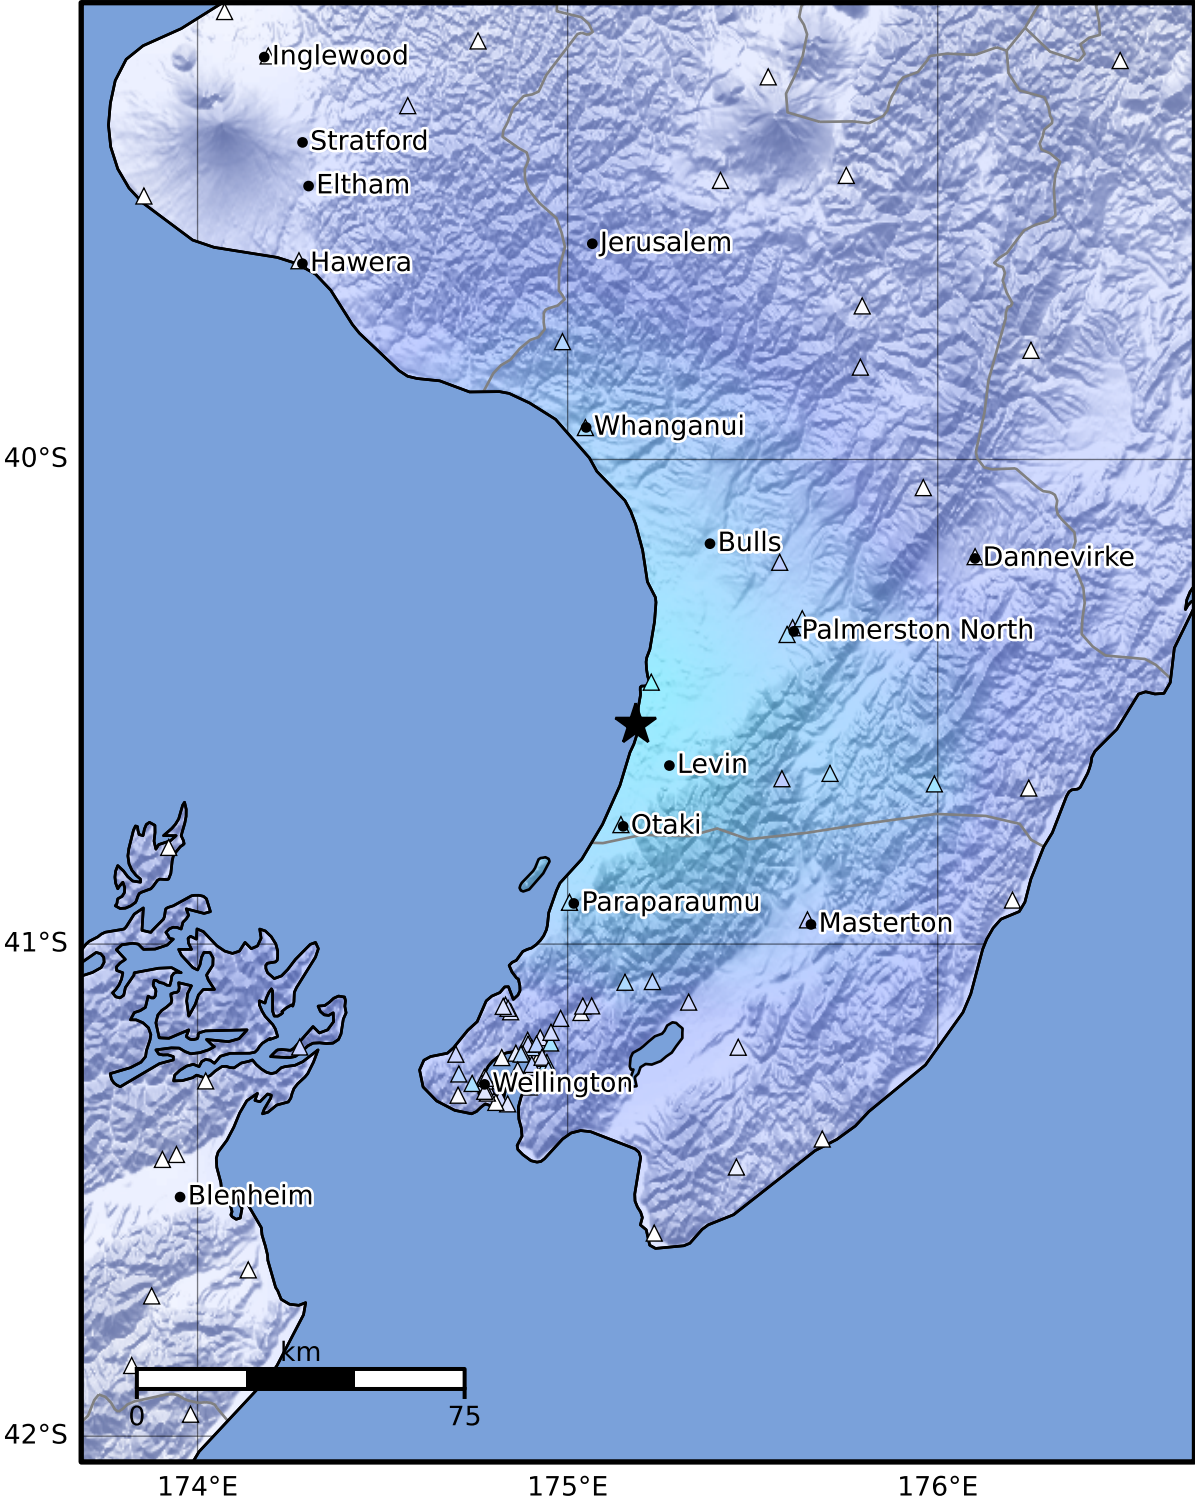 Inglewood
Stratford
Eltham
Jerusalem
Hawera
Whanganui
40°S
Bulls
Dannevirke
Palmerston North
Levin
Otaki
Paraparaumu
Masterton
41°S
Wellington
Blenheim
km
0 75
42°S
174°E 175°E 176°E